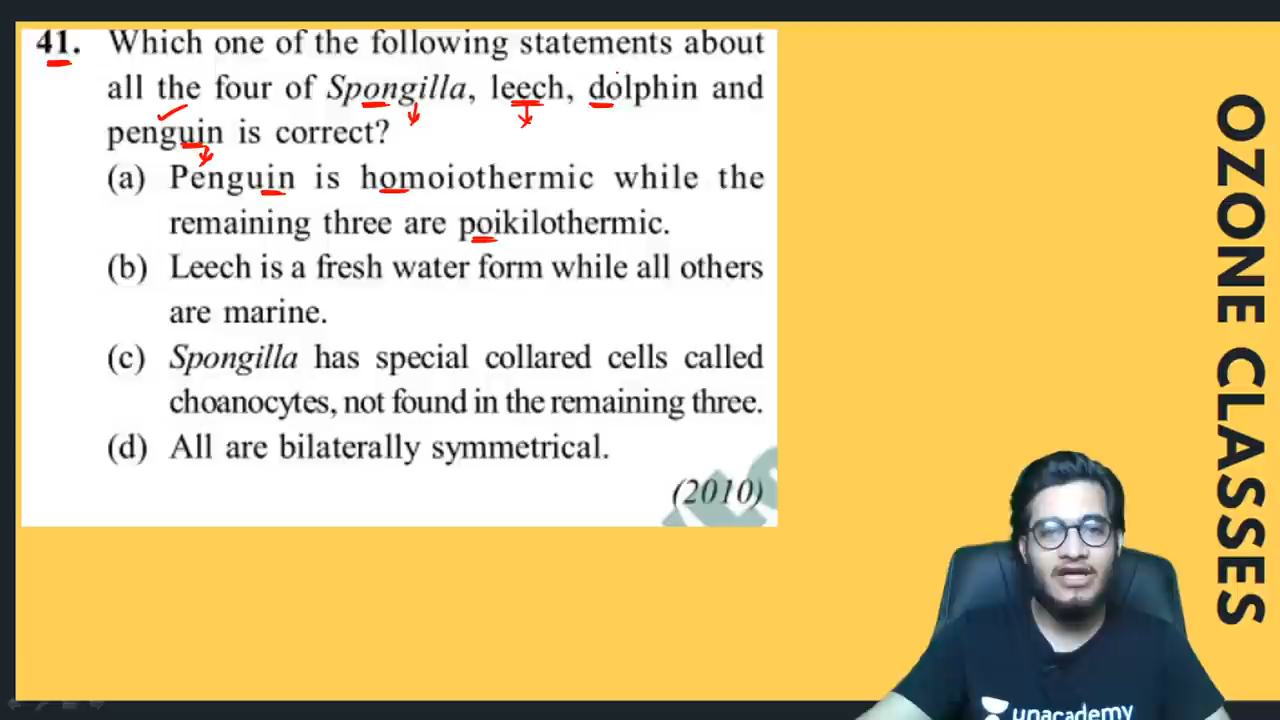 41. Which one of the following statements about
all the four of Spongilla, leech, dolphin and
penguin is correct?
(a) Penguin is homoiothermic while the
remaining three are poikilothermic.
(b) Leech is a fresh water form while all others
are marine.
(c) Spongilla has special collared cells called
choanocytes, not found in the remaining three.
(d) All are bilaterally symmetrical.
(2010)
OZONE CLASSES
unacademy